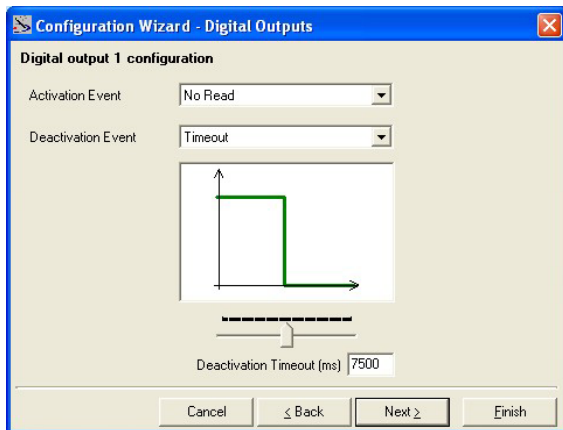 Configuration Wizard - Digital Outputs
Digital output 1 configuration
Activation Event No Read
Deactivation Event Timeout
Deactivation Timeout (ms) 7500
Cancel < Back Next > Finish